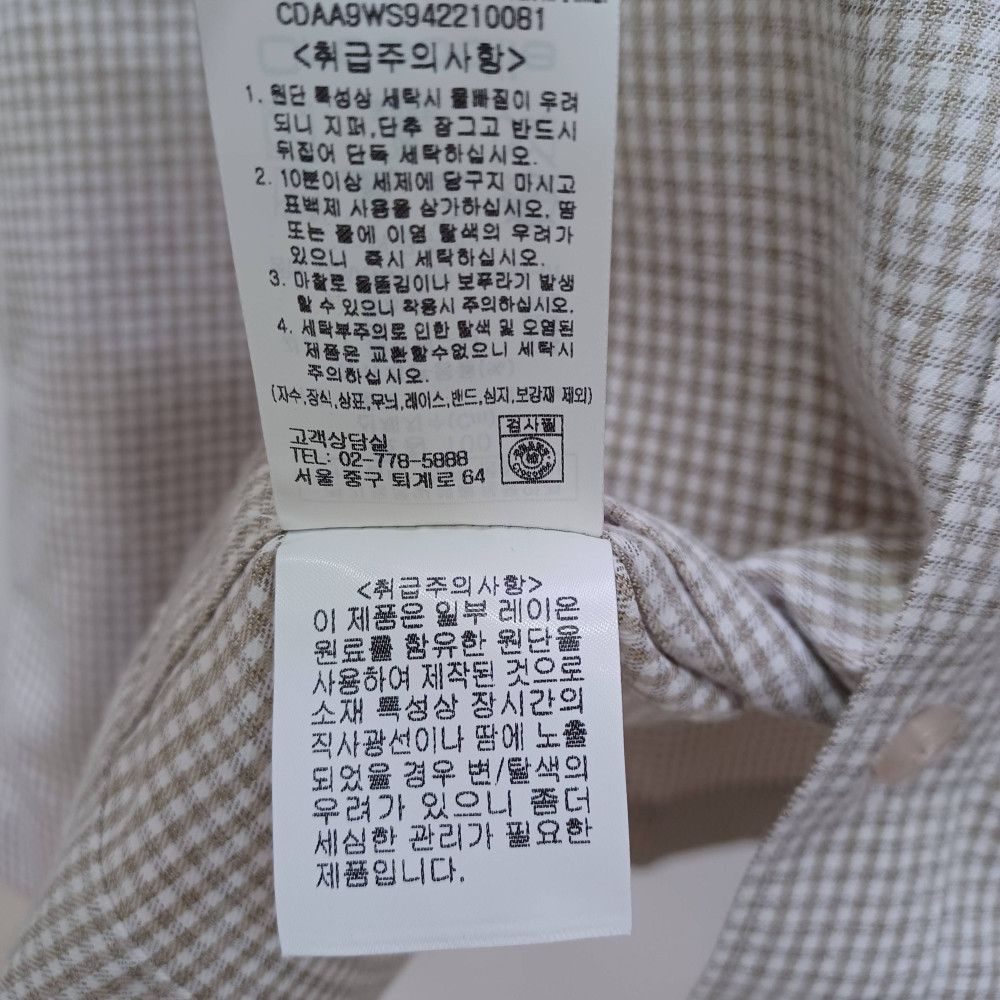 CDAA9WS942210081
<취급주의사항>
1. 원단 특성상 세탁시 물빠짐이 우려
되니 지퍼,단추 잠그고 반드시
뒤집어 단독 세탁하십시오.
2. 10분이상 세제에 담구지 마시고
표백제 사용을 삼가하십시오, 땀
또는 물에 이염 탈색의 우려가
있으니 즉시 세탁하십시오.
3. 마찰로 올뜯김이나 보푸라기 발생
할 수 있으니 착용시 주의하십시오.
4. 세탁부주의로 인한 탈색 및 오염된
제품은 교환할수없으니 세탁시
주의하십시오.
(자수,장식,상표,무늬,레이스,밴드,심지,보강재 제외)
고객상담실
TEL: 02-778-5888
서울 중구 퇴계로 64
검사필
<취급주의사항>
이 제품은 일부 레이온
원료를 함유한 원단을
사용하여 제작된 것으로
소재 특성상 장시간의
직사광선이나 땀에 노출
되었을 경우 변/탈색의
우려가 있으니 좀더
세심한 관리가 필요한
제품입니다.